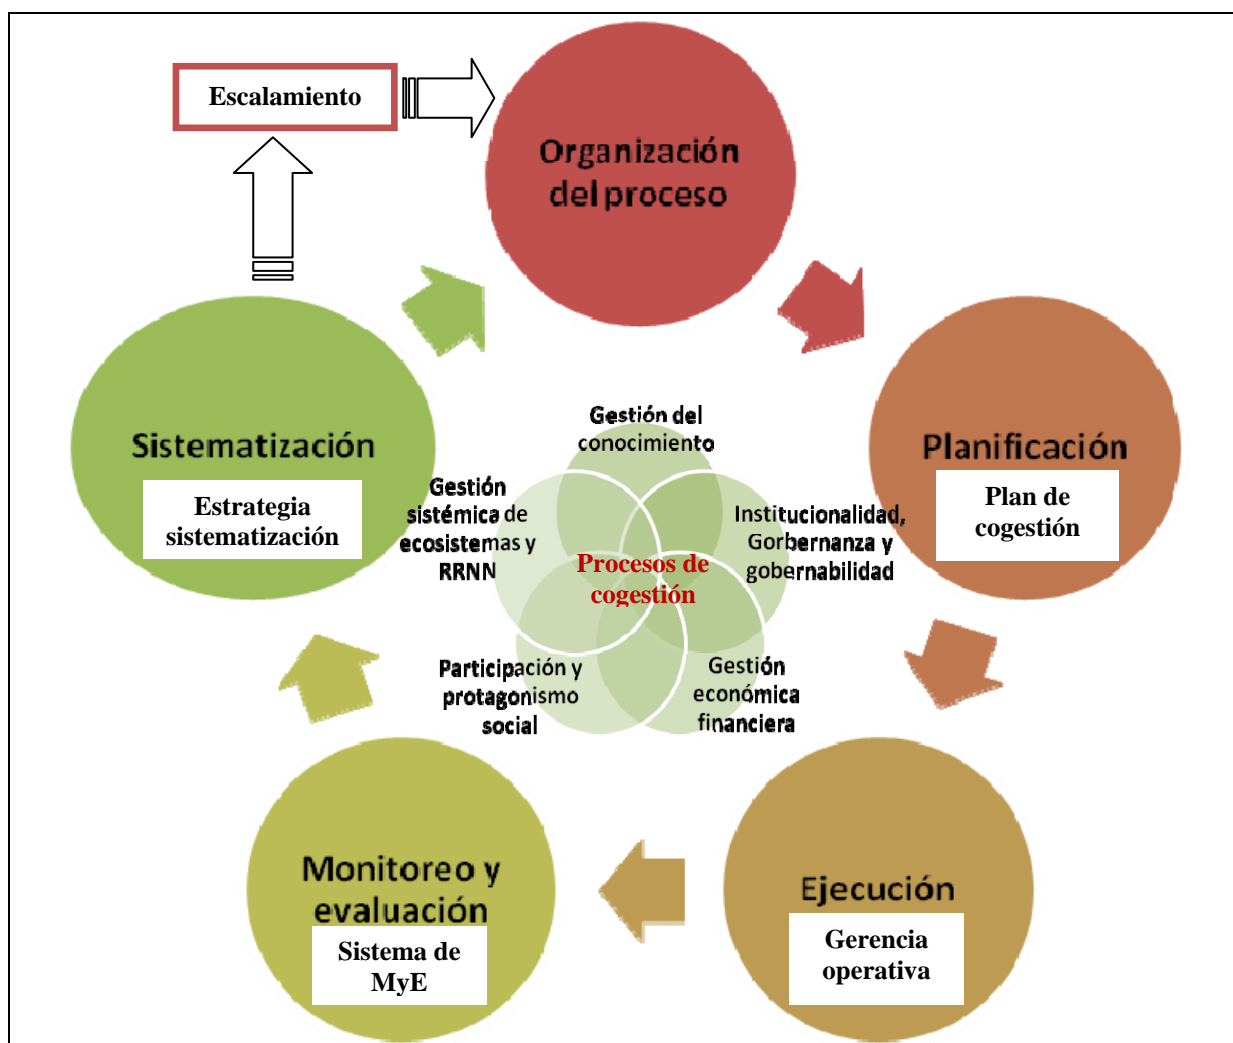 Escalamiento
Organización
del proceso
Planificación
Plan de
cogestión
Ejecución
Gerencia
operativa
Monitoreo y
evaluación
Sistema de
MyE
Sistematización
Estrategia
sistematización
Gestión del
conocimiento
Institucionalidad,
Gorbernanza y
gobernabilidad
Gestión
económica
financiera
Participación y
protagonismo
social
Gestión
sistémica de
ecosistemas y
RRNN
Procesos de
cogestión